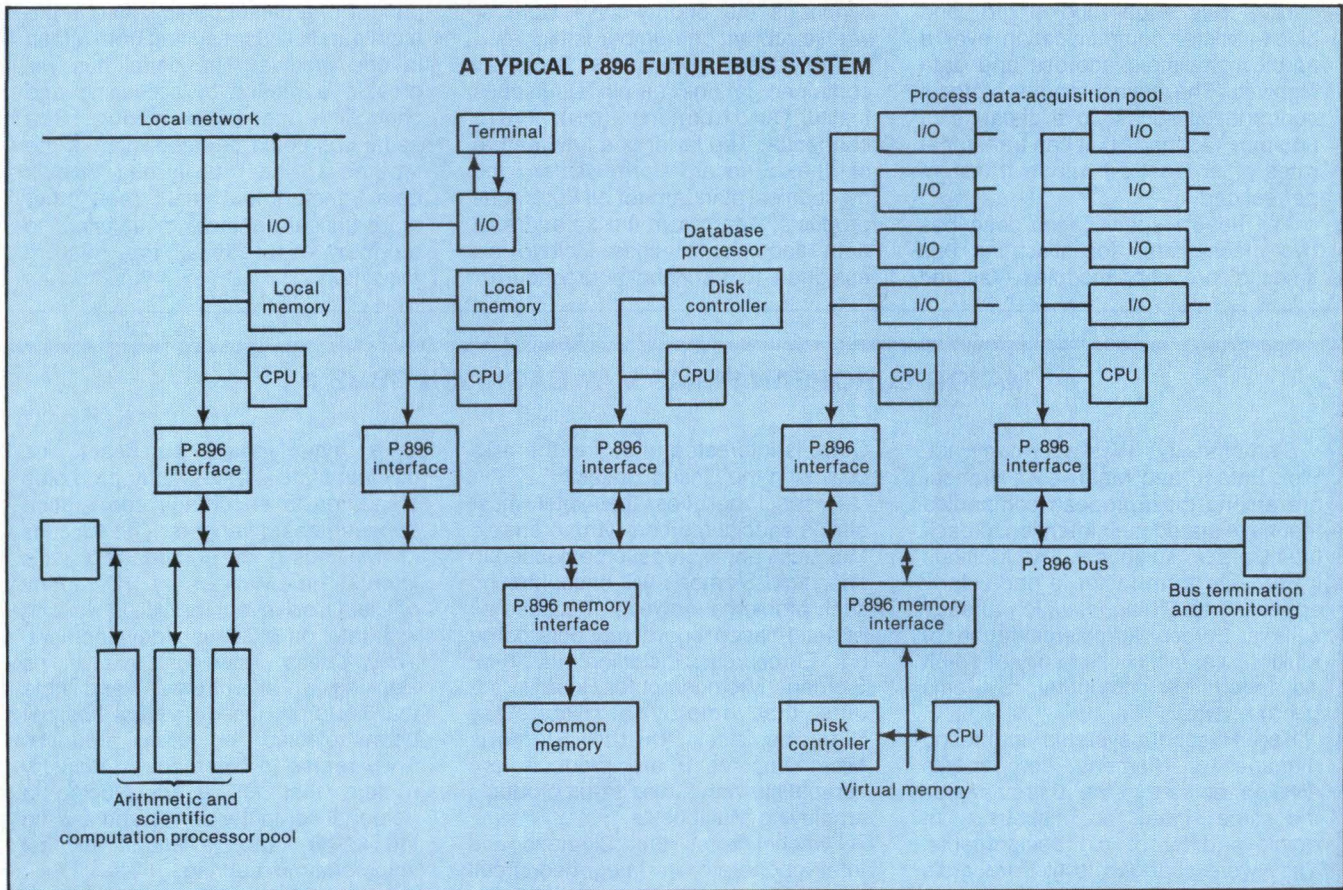 A TYPICAL P.896 FUTUREBUS SYSTEM
Local network
Terminal
Process data-acquisition pool
I/O
I/O
I/O
I/O
I/O
I/O
Database
processor
I/O
I/O
Local
memory
Local
memory
Disk
controller
I/O
I/O
CPU
CPU
CPU
CPU
CPU
P.896
interface
P.896
interface
P.896
interface
P.896
interface
P. 896
interface
P. 896 bus
Bus termination
and monitoring
P.896 memory
interface
P.896 memory
interface
Common
memory
Disk
controller
CPU
Virtual memory
Arithmetic and
scientific
computation processor pool